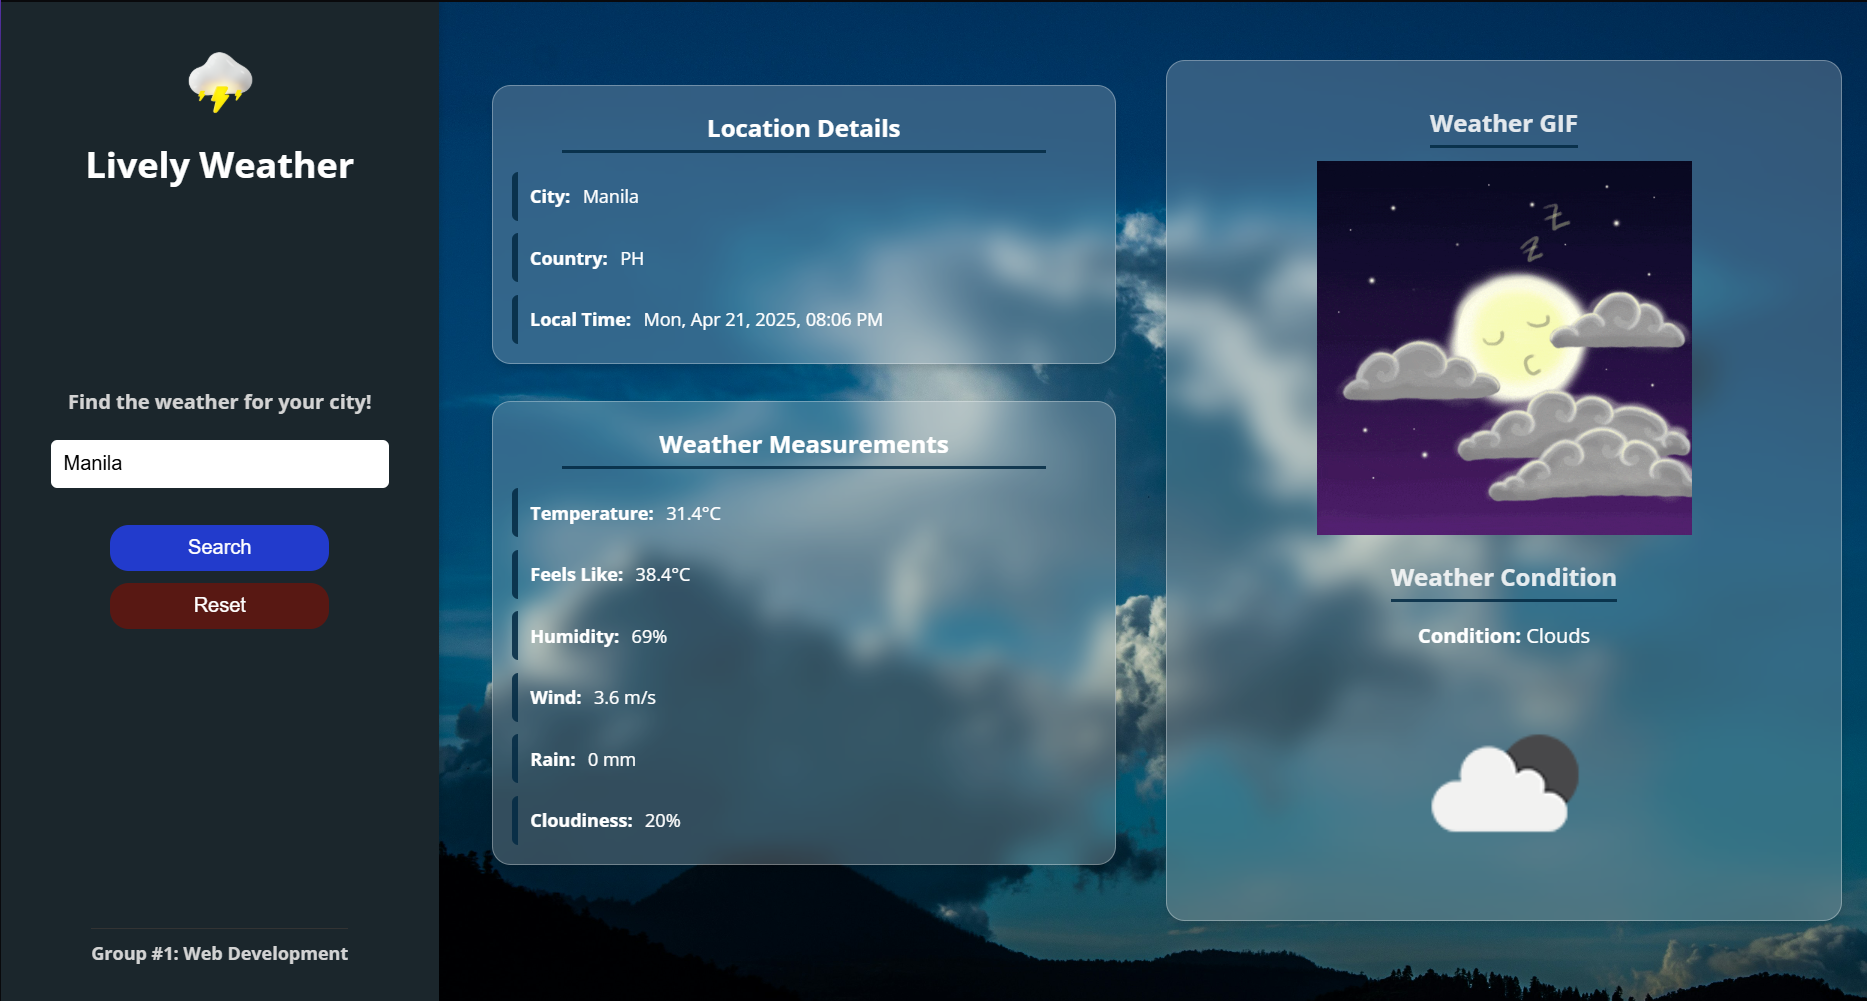 Lively Weather
Find the weather for your city!
Manila
Search
Reset
Group #1: Web Development
Location Details
City: Manila
Country: PH
Local Time: Mon, Apr 21, 2025, 08:06 PM
Weather Measurements
Temperature: 31.4°C
Feels Like: 38.4°C
Humidity: 69%
Wind: 3.6 m/s
Rain: 0 mm
Cloudiness: 20%
Weather GIF
Z
Z
Weather Condition
Condition: Clouds